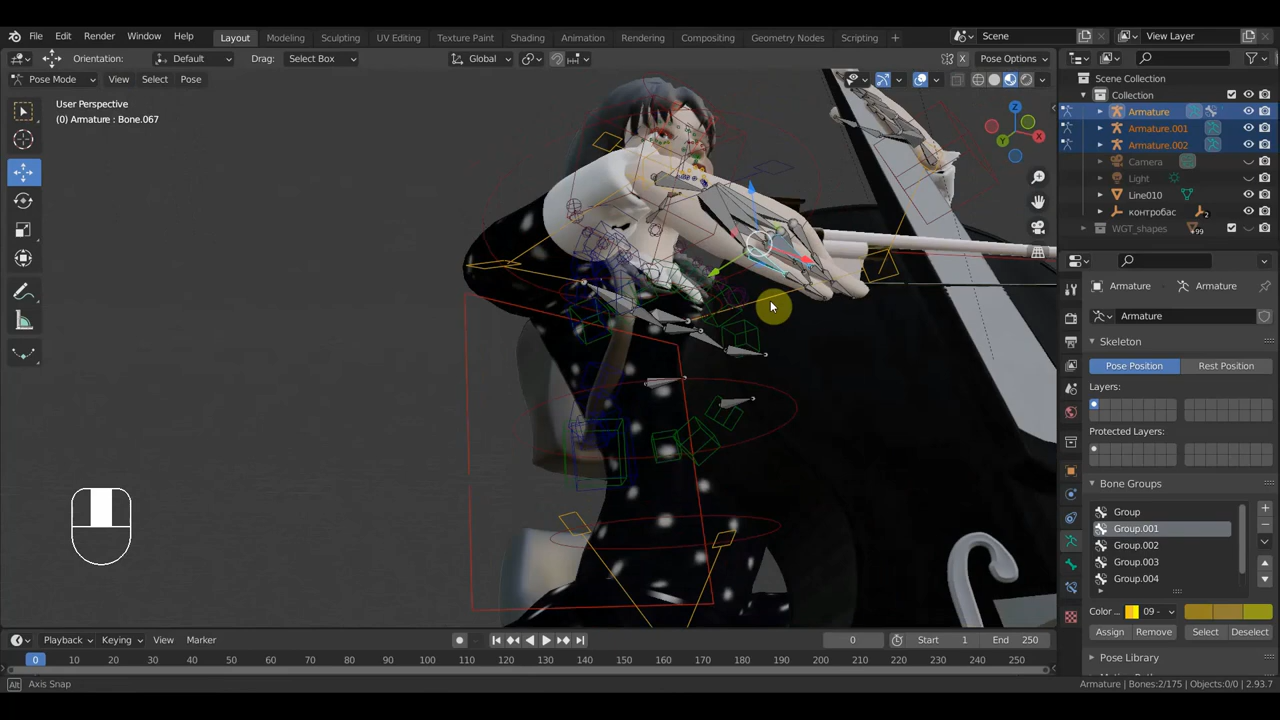 File Edit Render Window Help Layout Modeling Sculpting UV Editing Texture Paint Shading Animation Rendering Compositing Geometry Nodes Scripting + Scene View Layer
Orientation: Default Drag: Select Box Global Pose Options
Pose Mode View Select Pose
User Perspective
(0) Armature : Bone.067
Z
Y
X
Scene Collection
Collection
Armature
Armature.001
Armature.002
Camera
Light
Line010
контробас 2
WGT_shapes 99
Armature Armature
Armature
Skeleton
Pose Position Rest Position
Layers:
Protected Layers:
Bone Groups
Group
Group.001
Group.002
Group.003
Group.004
Color ... 09 -
Assign Remove Select Deselect
Pose Library
Playback Keying View Marker 0 Start 1 End 250
0 10 20 30 40 50 60 70 80 90 100 110 120 130 140 150 160 170 180 190 200 210 220 230 240 250
Alt Axis Snap Armature | Bones:2/175 | Objects:0/0 | 2.93.7